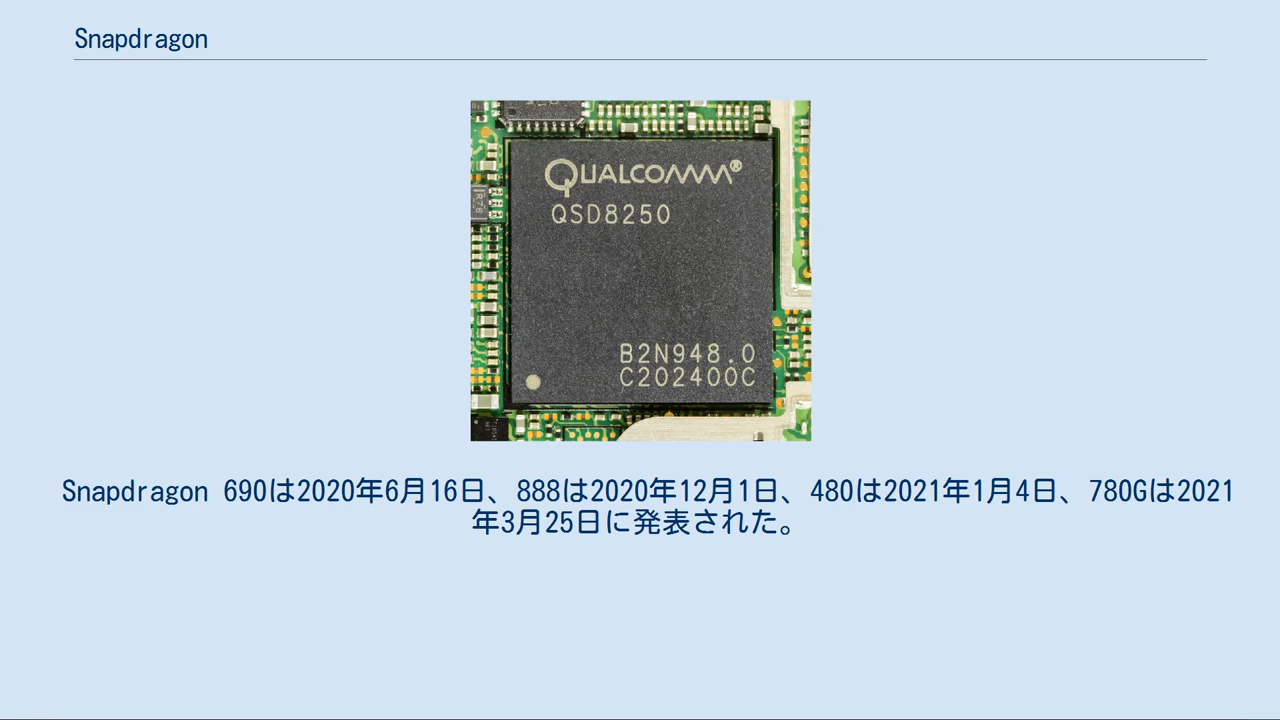 Snapdragon
QUALCOMM®
QSD8250
B2N948.0
C202400C
Snapdragon 690は2020年6月16日、888は2020年12月1日、480は2021年1月4日、780Gは2021
年3月25日に発表された。